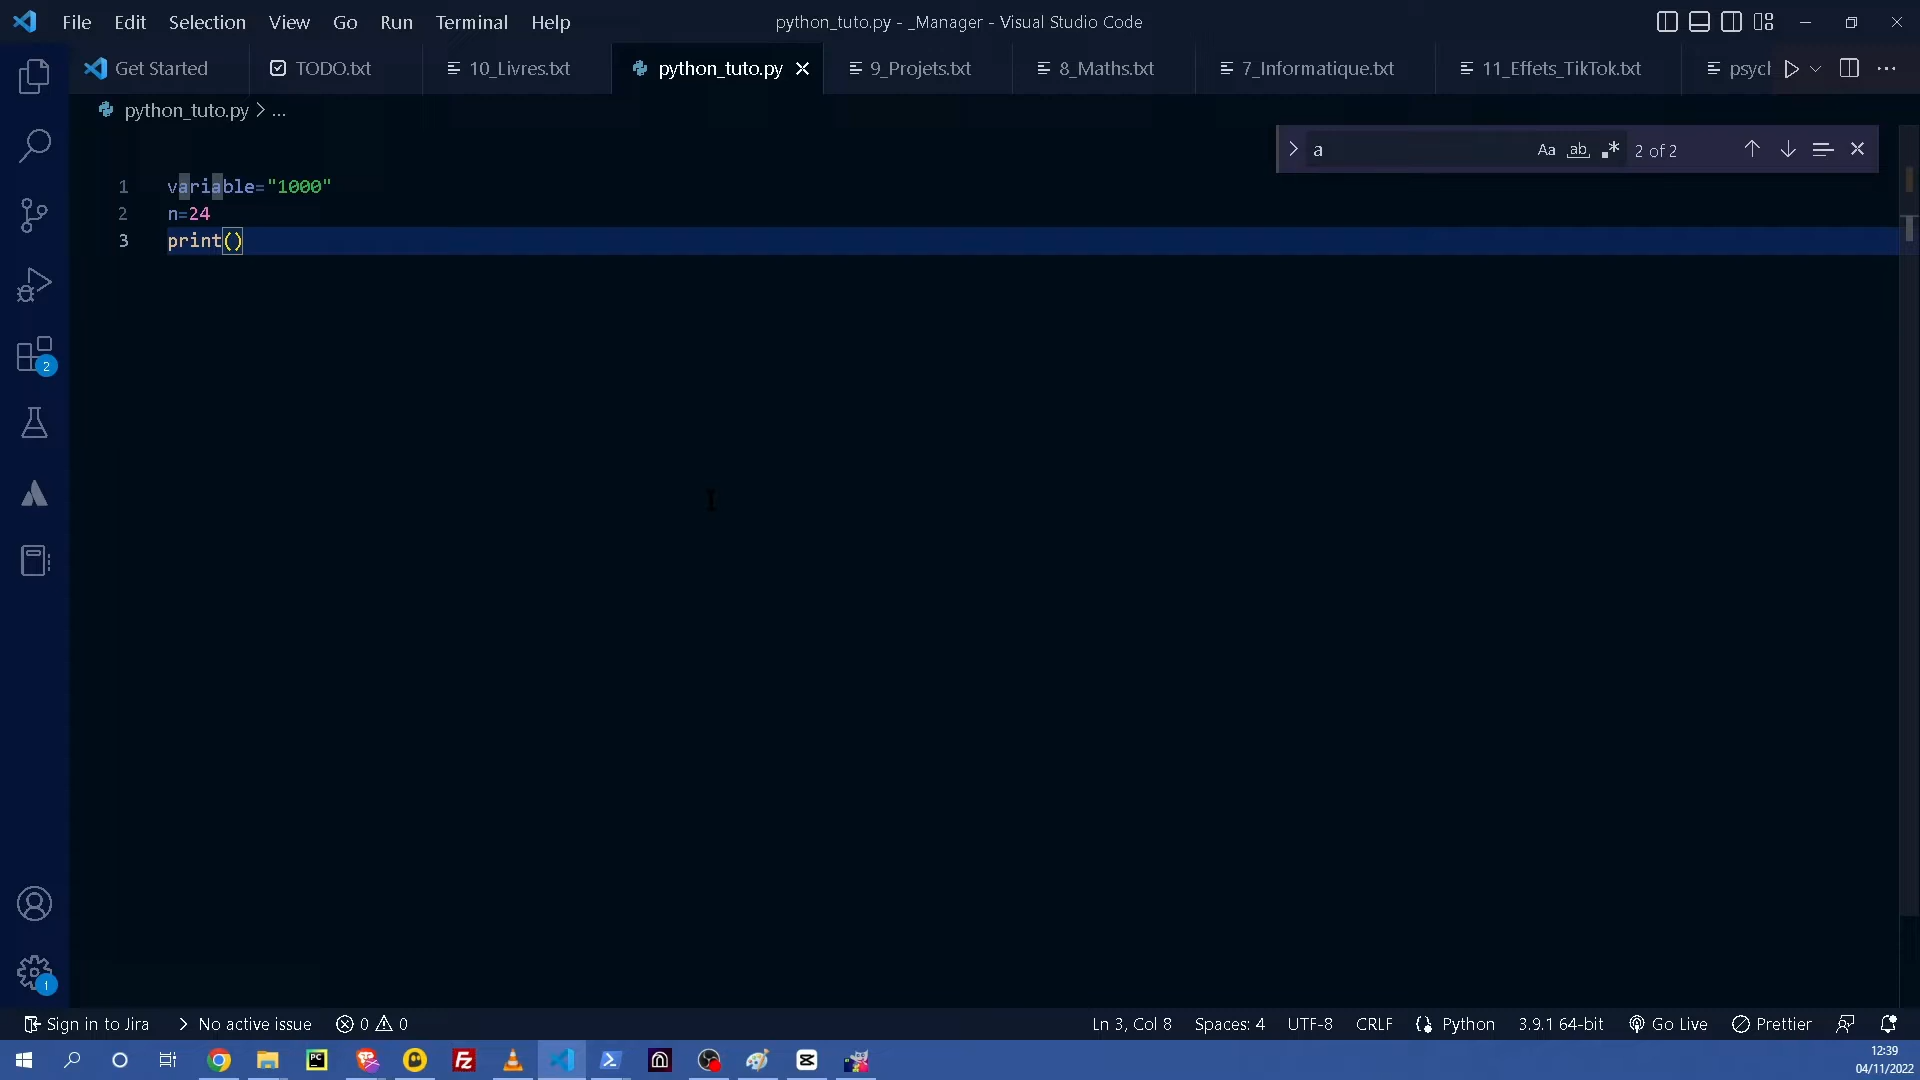 File Edit Selection View Go Run Terminal Help python_tuto.py - _Manager - Visual Studio Code
Get Started TODO.txt 10_Livres.txt python_tuto.py 9_Projets.txt 8_Maths.txt 7_Informatique.txt 11_Effets_TikTok.txt psych
python_tuto.py > ...
a Aa ab 2 of 2
1 variable="1000"
2 n=24
3 print()
2
1
Sign in to Jira No active issue 0 0 Ln 3, Col 8 Spaces: 4 UTF-8 CRLF Python 3.9.1 64-bit Go Live Prettier
PC Fz
12:39
04/11/2022